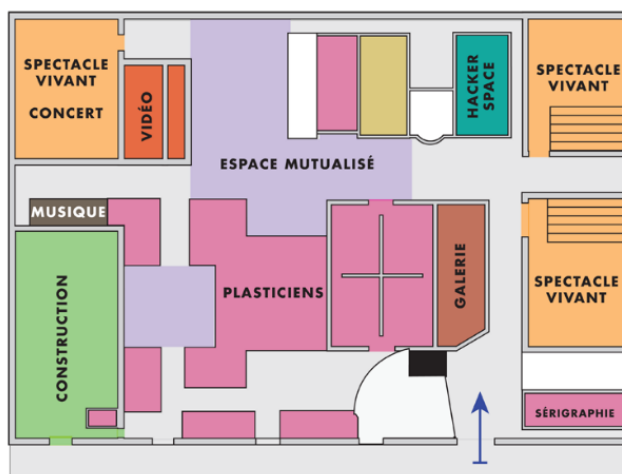 SPECTACLE
VIVANT
CONCERT
VIDÉO
HACKER
SPACE
SPECTACLE
VIVANT
ESPACE MUTUALISÉ
MUSIQUE
CONSTRUCTION
PLASTICIENS
GALERIE
SPECTACLE
VIVANT
SÉRIGRAPHIE